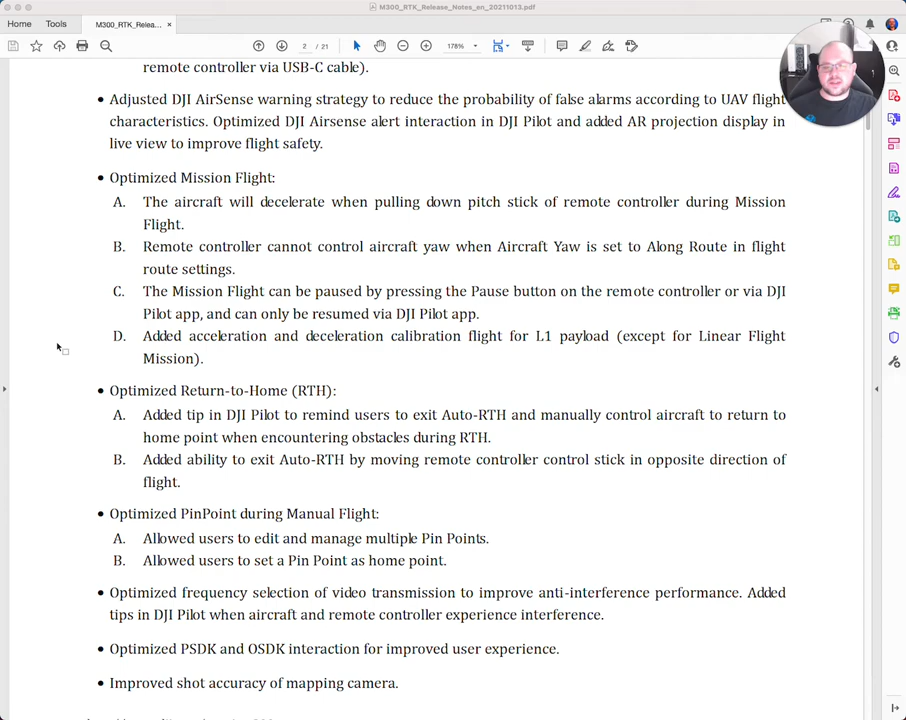 M300_RTK_Release_Notes_en_20211013.pdf
Home Tools M300_RTK_Relea... ×
2 / 21 178%
remote controller via USB-C cable).
• Adjusted DJI AirSense warning strategy to reduce the probability of false alarms according to UAV flight
characteristics. Optimized DJI Airsense alert interaction in DJI Pilot and added AR projection display in
live view to improve flight safety.
• Optimized Mission Flight:
A. The aircraft will decelerate when pulling down pitch stick of remote controller during Mission
Flight.
B. Remote controller cannot control aircraft yaw when Aircraft Yaw is set to Along Route in flight
route settings.
C. The Mission Flight can be paused by pressing the Pause button on the remote controller or via DJI
Pilot app, and can only be resumed via DJI Pilot app.
D. Added acceleration and deceleration calibration flight for L1 payload (except for Linear Flight
Mission).
• Optimized Return-to-Home (RTH):
A. Added tip in DJI Pilot to remind users to exit Auto-RTH and manually control aircraft to return to
home point when encountering obstacles during RTH.
B. Added ability to exit Auto-RTH by moving remote controller control stick in opposite direction of
flight.
• Optimized PinPoint during Manual Flight:
A. Allowed users to edit and manage multiple Pin Points.
B. Allowed users to set a Pin Point as home point.
• Optimized frequency selection of video transmission to improve anti-interference performance. Added
tips in DJI Pilot when aircraft and remote controller experience interference.
• Optimized PSDK and OSDK interaction for improved user experience.
• Improved shot accuracy of mapping camera.